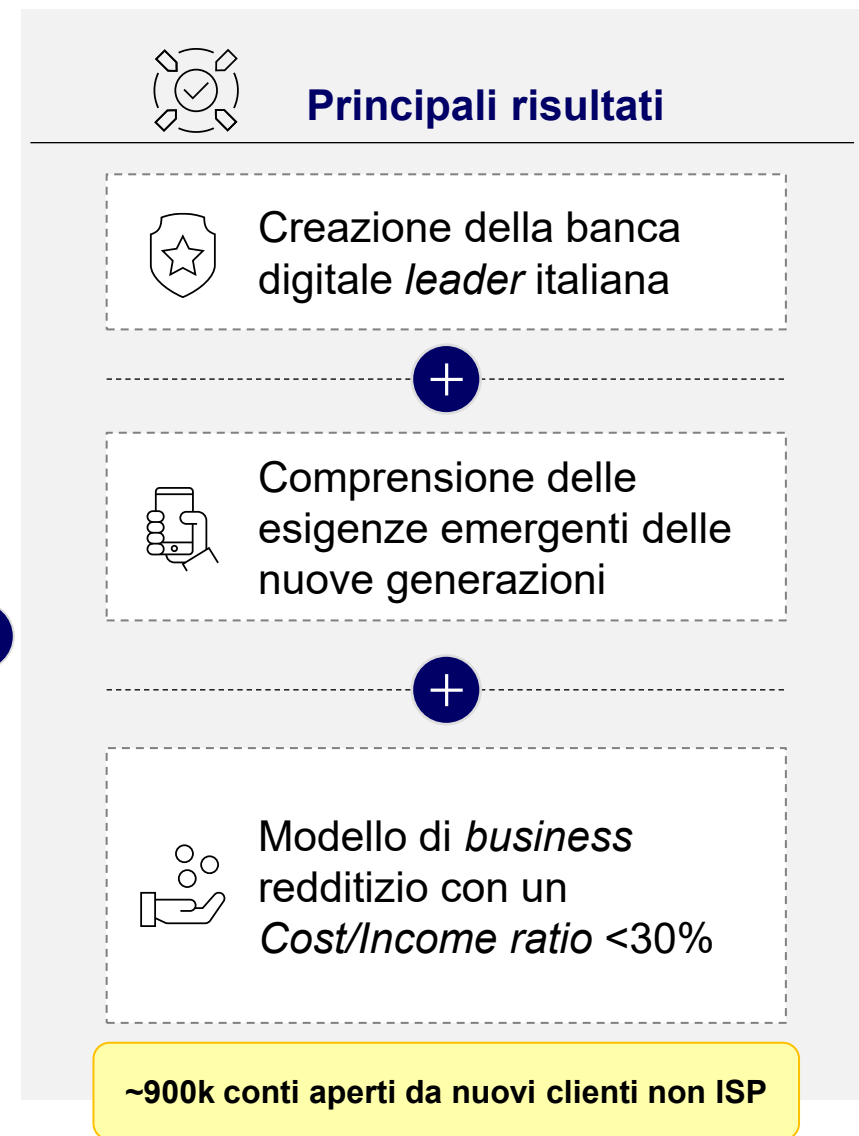 Principali risultati
Creazione della banca
digitale leader italiana
Comprensione delle
esigenze emergenti delle
nuove generazioni
Modello di business
redditizio con un
Cost/Income ratio <30%
~900k conti aperti da nuovi clienti non ISP